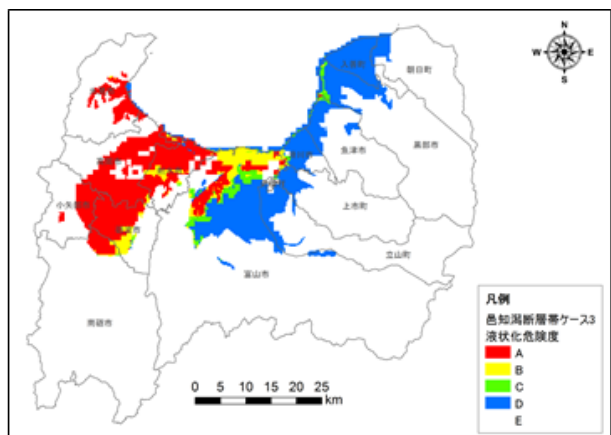 N
W
E
S
入善町
朝日町
魚津市
黒部市
小矢部市
上市町
立山町
富山市
南砺市
凡例
邑知潟断層帯ケース3
液状化危険度
A
B
C
D
E
0 5 10 15 20 25
km